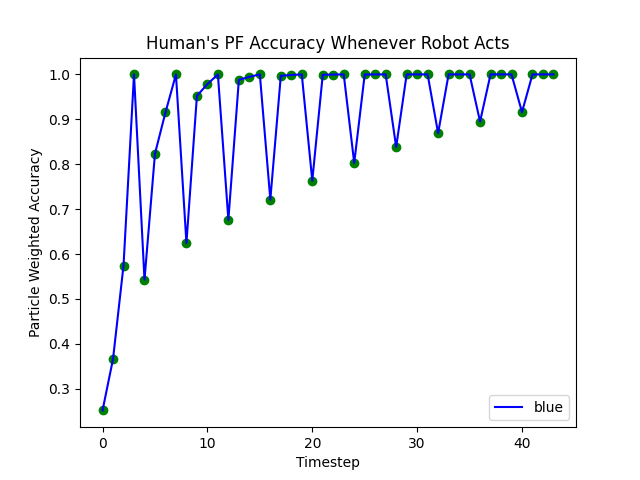 Human's PF Accuracy Whenever Robot Acts
Particle Weighted Accuracy
1.0
0.9
0.8
0.7
0.6
0.5
0.4
0.3
blue
0 10 20 30 40
Timestep